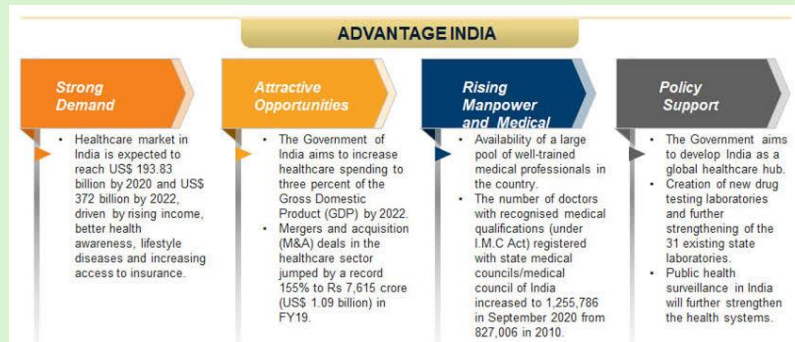 ADVANTAGE INDIA
Strong
Demand
• Healthcare market in
India is expected to
reach US$ 193.83
billion by 2020 and US$
372 billion by 2022,
driven by rising income,
better health
awareness, lifestyle
diseases and increasing
access to insurance.
Attractive
Opportunities
• The Government of
India aims to increase
healthcare spending to
three percent of the
Gross Domestic
Product (GDP) by 2022.
• Mergers and acquisition
(M&A) deals in the
healthcare sector
jumped by a record
155% to Rs 7,615 crore
(US$ 1.09 billion) in
FY19.
Rising
Manpower
and Medical
• Availability of a large
pool of well-trained
medical professionals in
the country.
• The number of doctors
with recognised medical
qualifications (under
I.M.C Act) registered
with state medical
councils/medical
council of India
increased to 1,255,786
in September 2020 from
827,006 in 2010.
Policy
Support
• The Government aims
to develop India as a
global healthcare hub.
• Creation of new drug
testing laboratories
and further
strengthening of the
31 existing state
laboratories.
• Public health
surveillance in India
will further strengthen
the health systems.